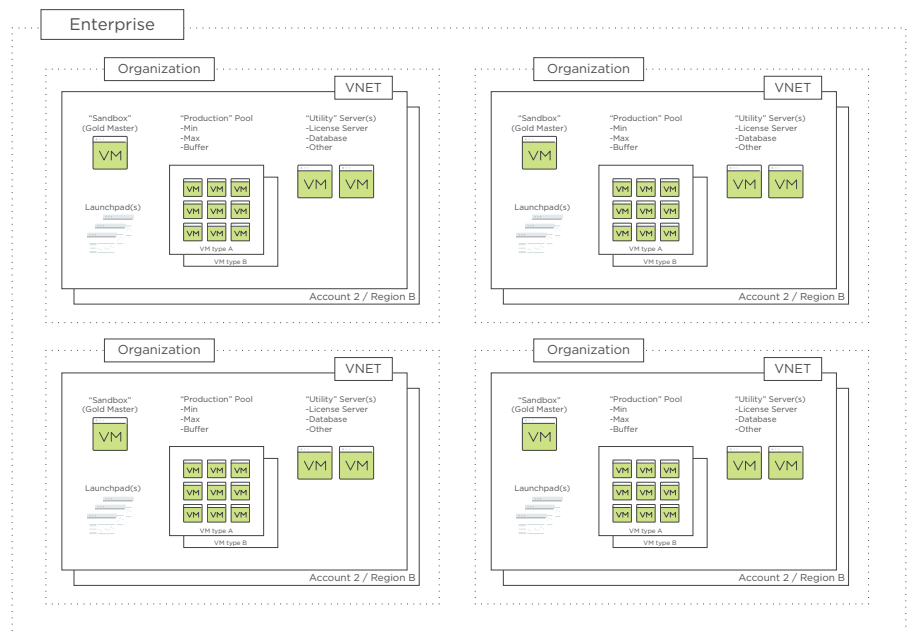 Enterprise
Organization
VNET
“Sandbox”
(Gold Master)
VM
Launchpad(s)
“Production” Pool
-Min
-Max
-Buffer
VM VM VM
VM VM VM
VM VM VM
VM type A
VM type B
“Utility” Server(s)
-License Server
-Database
-Other
VM VM
Account 2 / Region B
Organization
VNET
“Sandbox”
(Gold Master)
VM
Launchpad(s)
“Production” Pool
-Min
-Max
-Buffer
VM VM VM
VM VM VM
VM VM VM
VM type A
VM type B
“Utility” Server(s)
-License Server
-Database
-Other
VM VM
Account 2 / Region B
Organization
VNET
“Sandbox”
(Gold Master)
VM
Launchpad(s)
“Production” Pool
-Min
-Max
-Buffer
VM VM VM
VM VM VM
VM VM VM
VM type A
VM type B
“Utility” Server(s)
-License Server
-Database
-Other
VM VM
Account 2 / Region B
Organization
VNET
“Sandbox”
(Gold Master)
VM
Launchpad(s)
“Production” Pool
-Min
-Max
-Buffer
VM VM VM
VM VM VM
VM VM VM
VM type A
VM type B
“Utility” Server(s)
-License Server
-Database
-Other
VM VM
Account 2 / Region B